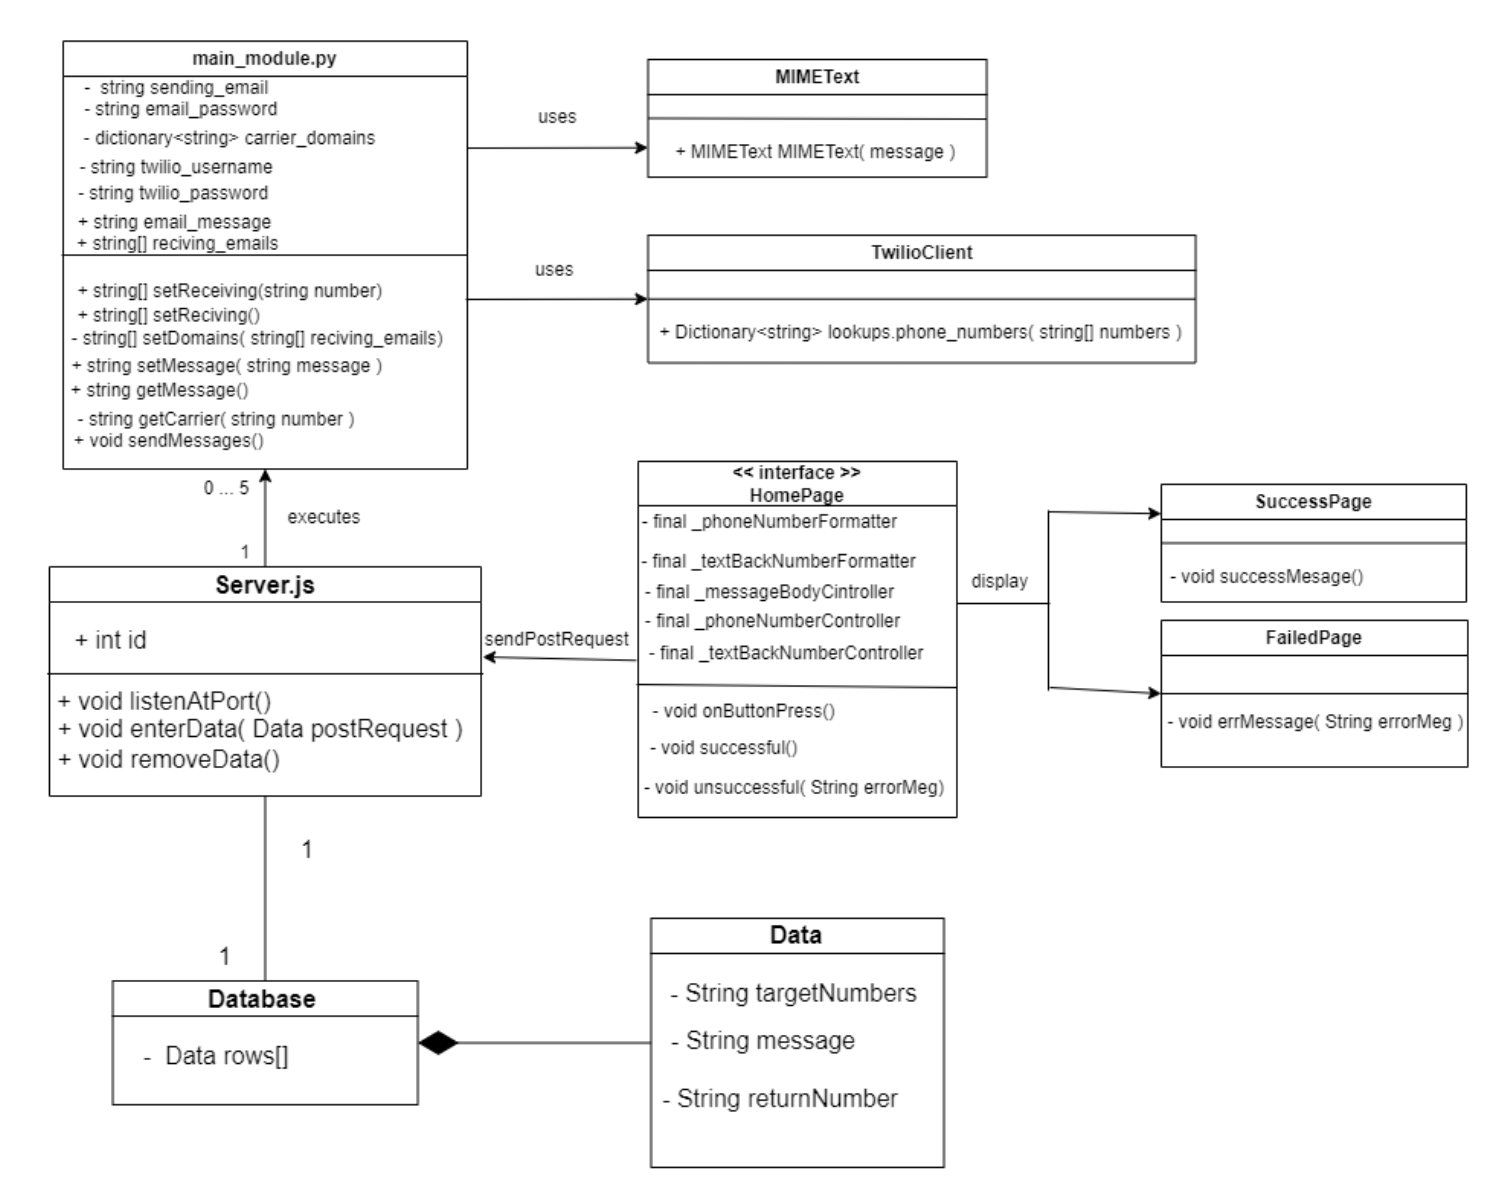 main_module.py
- string sending_email
- string email_password
- dictionary<string> carrier_domains
- string twilio_username
- string twilio_password
+ string email_message
+ string[] reciving_emails
+ string[] setReceiving(string number)
+ string[] setReciving()
- string[] setDomains( string[] reciving_emails)
+ string setMessage( string message )
+ string getMessage()
- string getCarrier( string number )
+ void sendMessages()
uses
MIMEText
+ MIMEText MIMEText( message )
uses
TwilioClient
+ Dictionary<string> lookups.phone_numbers( string[] numbers )
0 ... 5
executes
1
Server.js
+ int id
+ void listenAtPort()
+ void enterData( Data postRequest )
+ void removeData()
sendPostRequest
<< interface >>
HomePage
- final _phoneNumberFormatter
- final _textBackNumberFormatter
- final _messageBodyCintroller
- final _phoneNumberController
- final _textBackNumberController
- void onButtonPress()
- void successful()
- void unsuccessful( String errorMeg)
display
SuccessPage
- void successMesage()
FailedPage
- void errMessage( String errorMeg )
1
1
Database
- Data rows[]
Data
- String targetNumbers
- String message
- String returnNumber